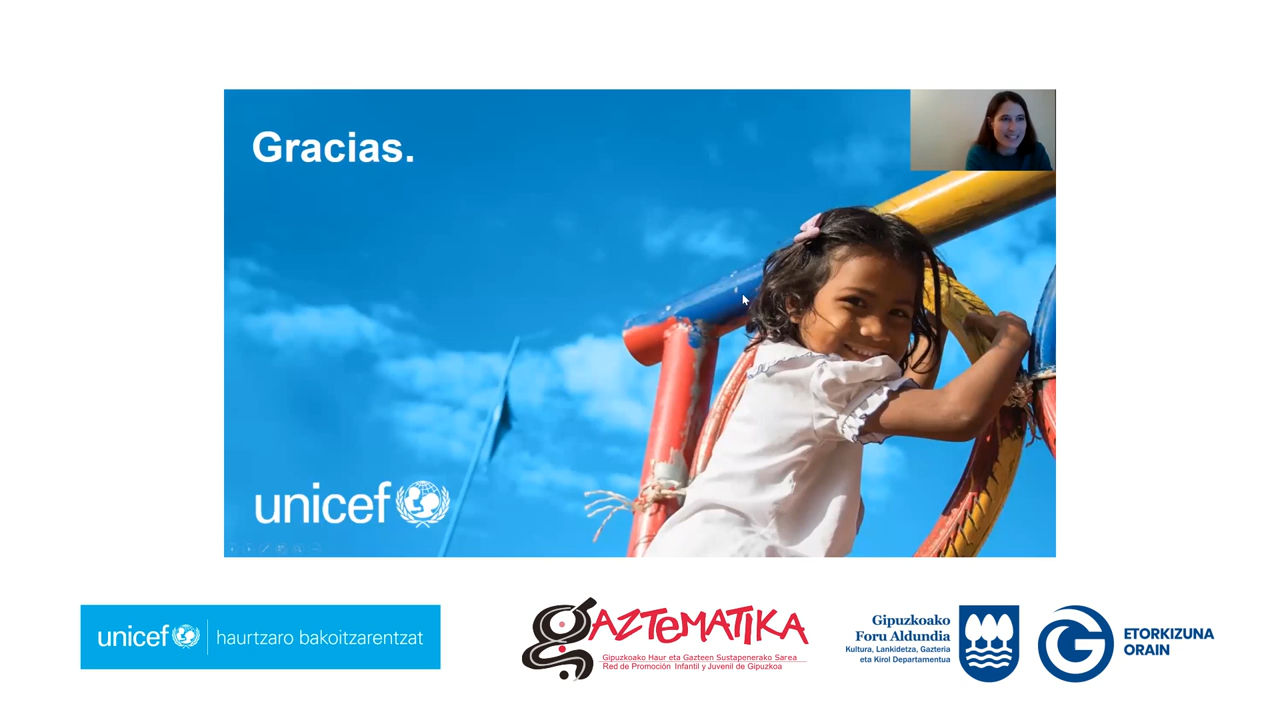 Gracias.
unicef
unicef haurtzaro bakoitzarentzat
GAZTEMATIKA
Gipuzkoako Haur eta Gazteen Sustapenerako Sarea
Red de Promoción Infantil y Juvenil de Gipuzkoa
Gipuzkoako
Foru Aldundia
Kultura, Lankidetza, Gazteria
eta Kirol Departamentua
ETORKIZUNA
ORAIN